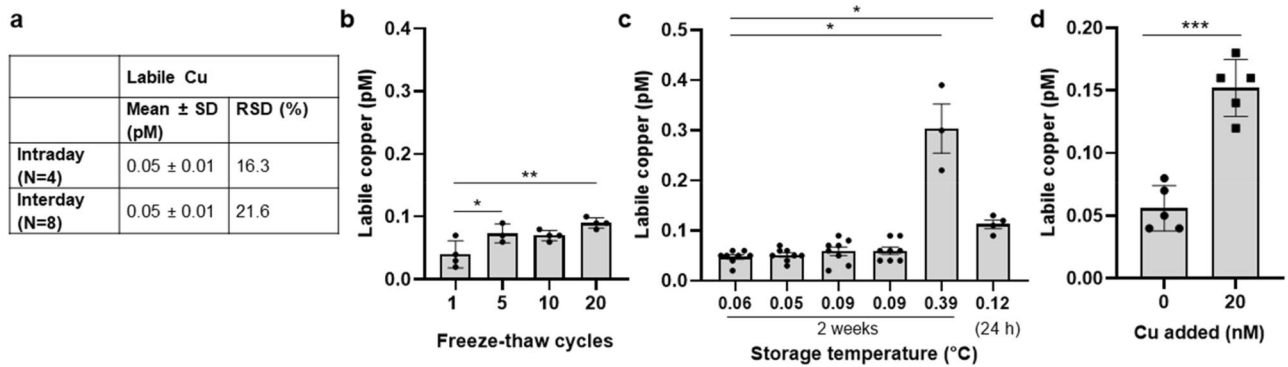 a
Labile Cu
Mean ± SD (pM)
RSD (%)
Intraday (N=4)
0.05 ± 0.01
16.3
Interday (N=8)
0.05 ± 0.01
21.6
b
Labile copper (pM)
0.4
0.3
0.2
0.1
0.0
*
**
1 5 10 20
Freeze-thaw cycles
c
Labile copper (pM)
0.5
0.4
0.3
0.2
0.1
0.0
*
*
0.06 0.05 0.09 0.09 0.39 0.12
2 weeks
(24 h)
Storage temperature (°C)
d
Labile copper (pM)
0.20
0.15
0.10
0.05
0.00
***
0 20
Cu added (nM)